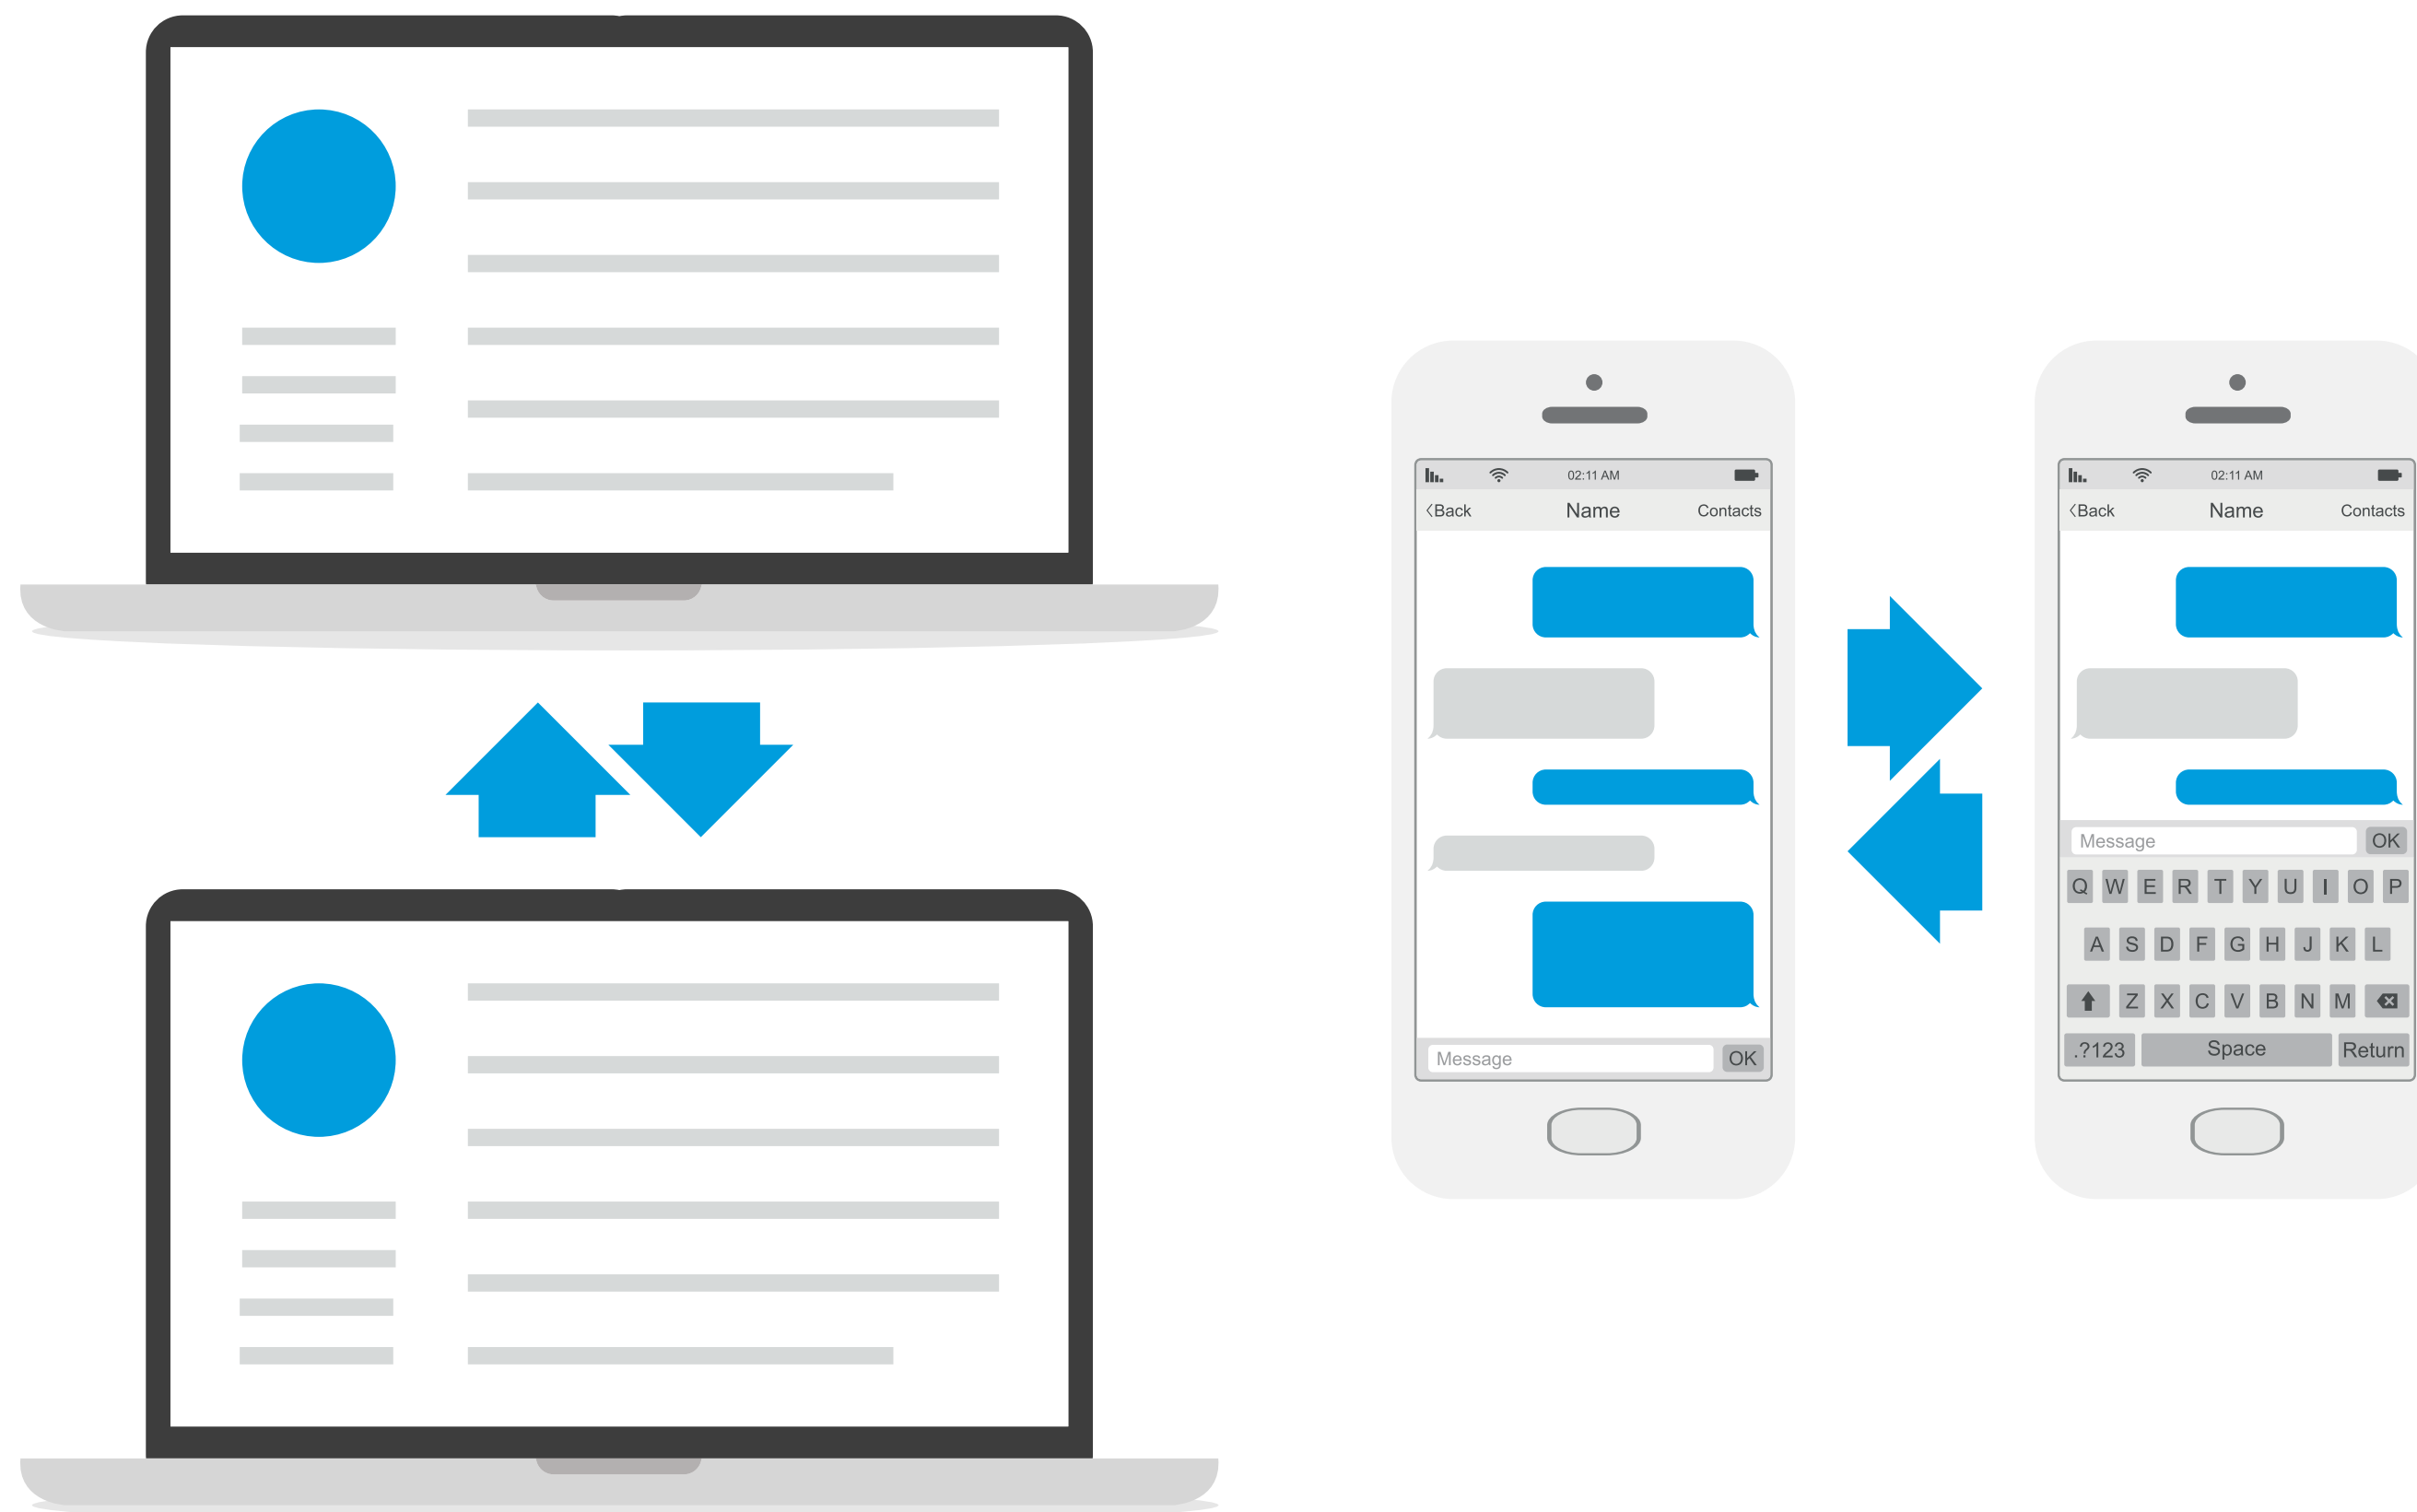 02:11 AM
Back Name Contacts
Message OK
02:11 AM
Back Name Contacts
Message OK
Q W E R T Y U I O P
A S D F G H J K L
Z X C V B N M
.?123 Space Return